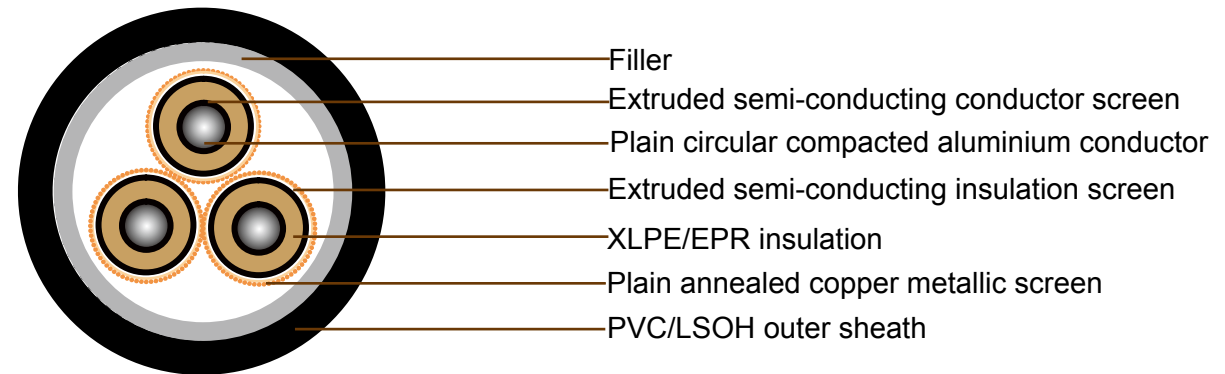 Filler
Extruded semi-conducting conductor screen
Plain circular compacted aluminium conductor
Extruded semi-conducting insulation screen
XLPE/EPR insulation
Plain annealed copper metallic screen
PVC/LSOH outer sheath